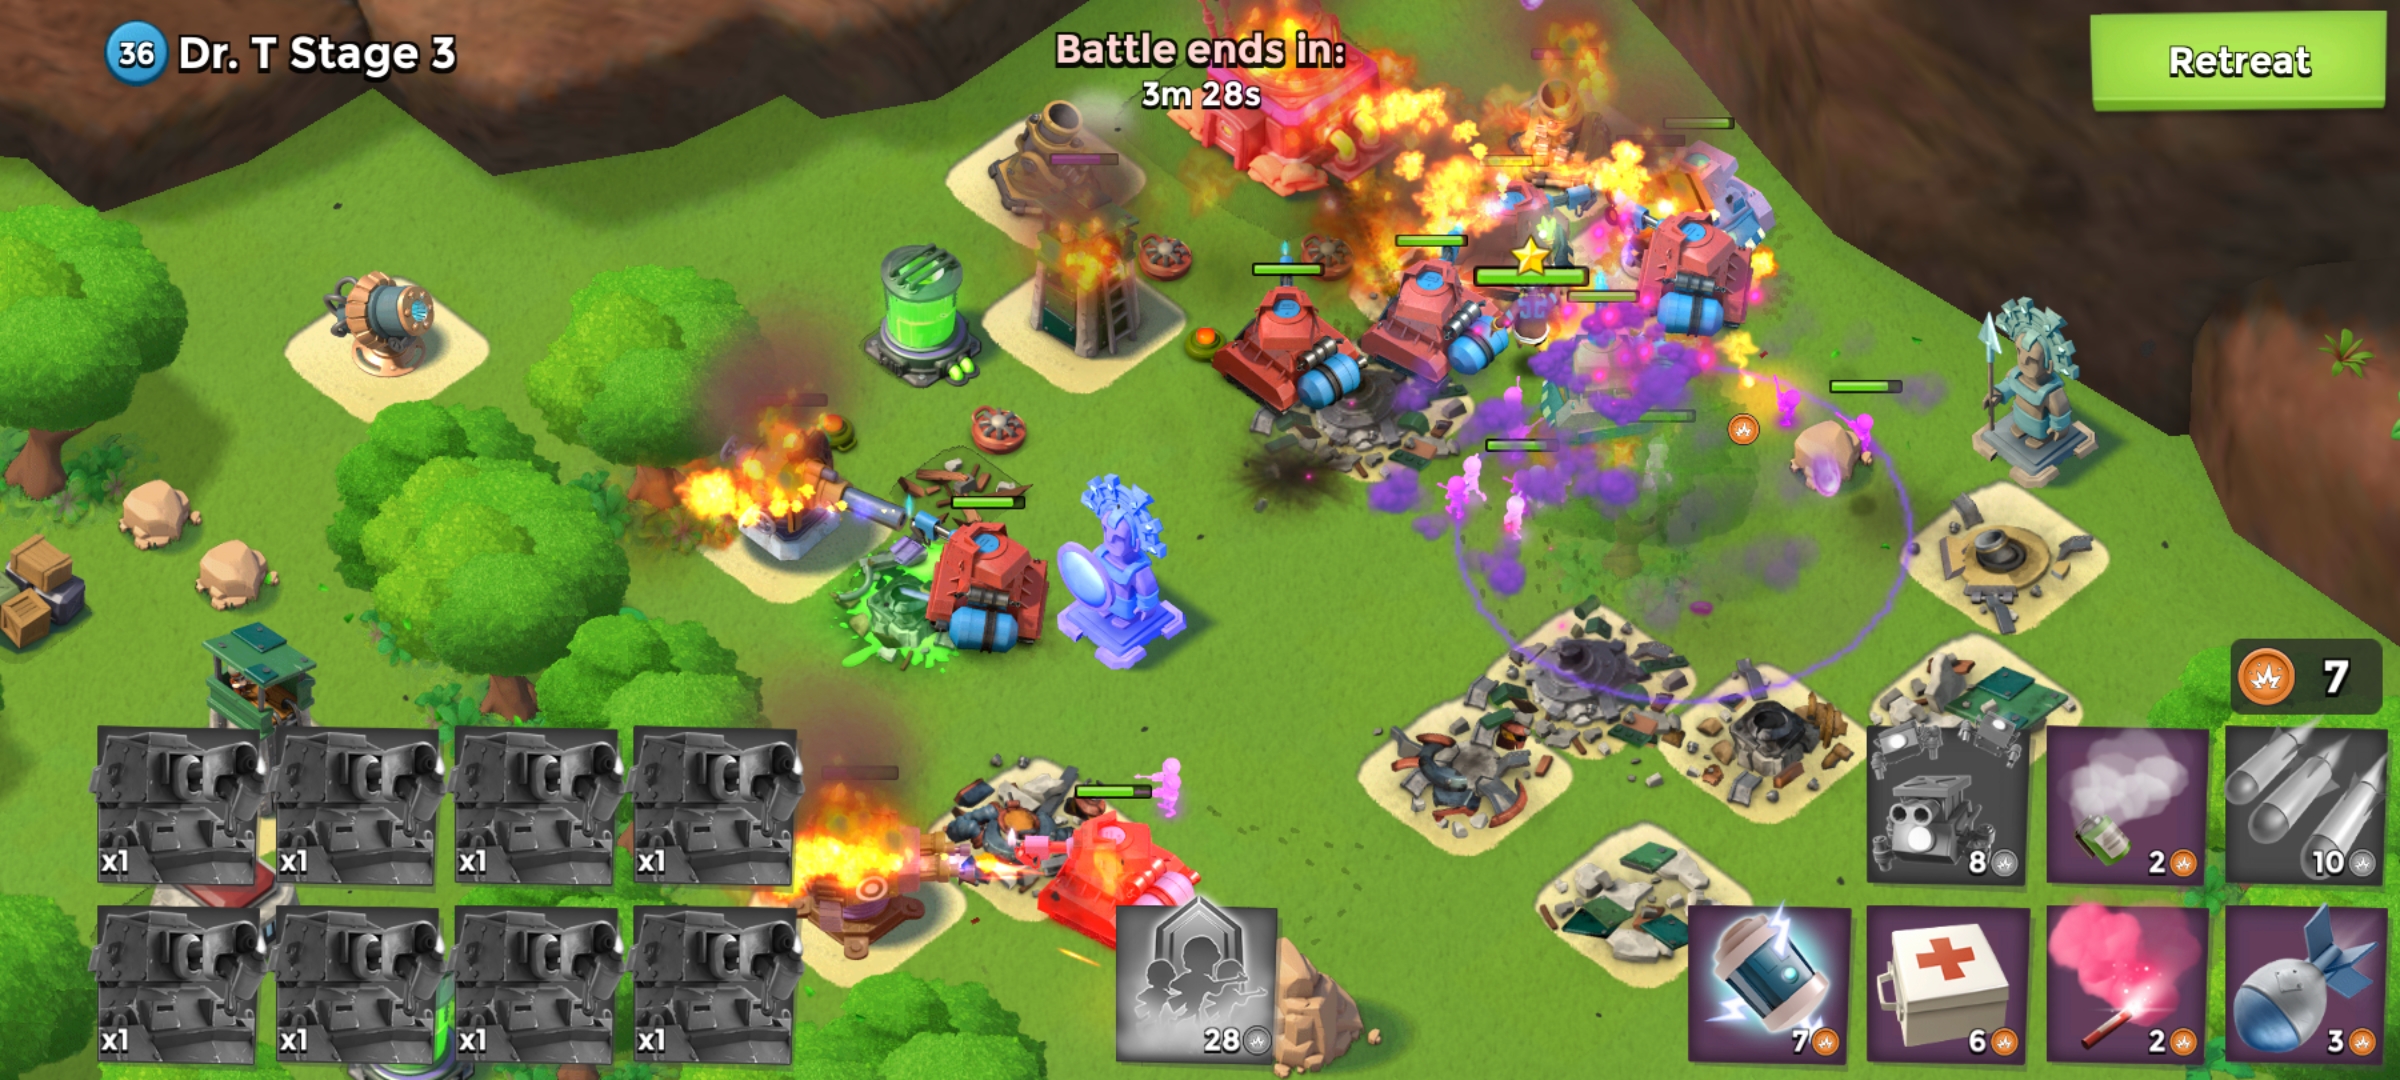 36 Dr. T Stage 3
Battle ends in:
3m 28s
Retreat
7
x1 x1 x1 x1
8 2 10
x1 x1 x1 x1
28 7 6 2 3